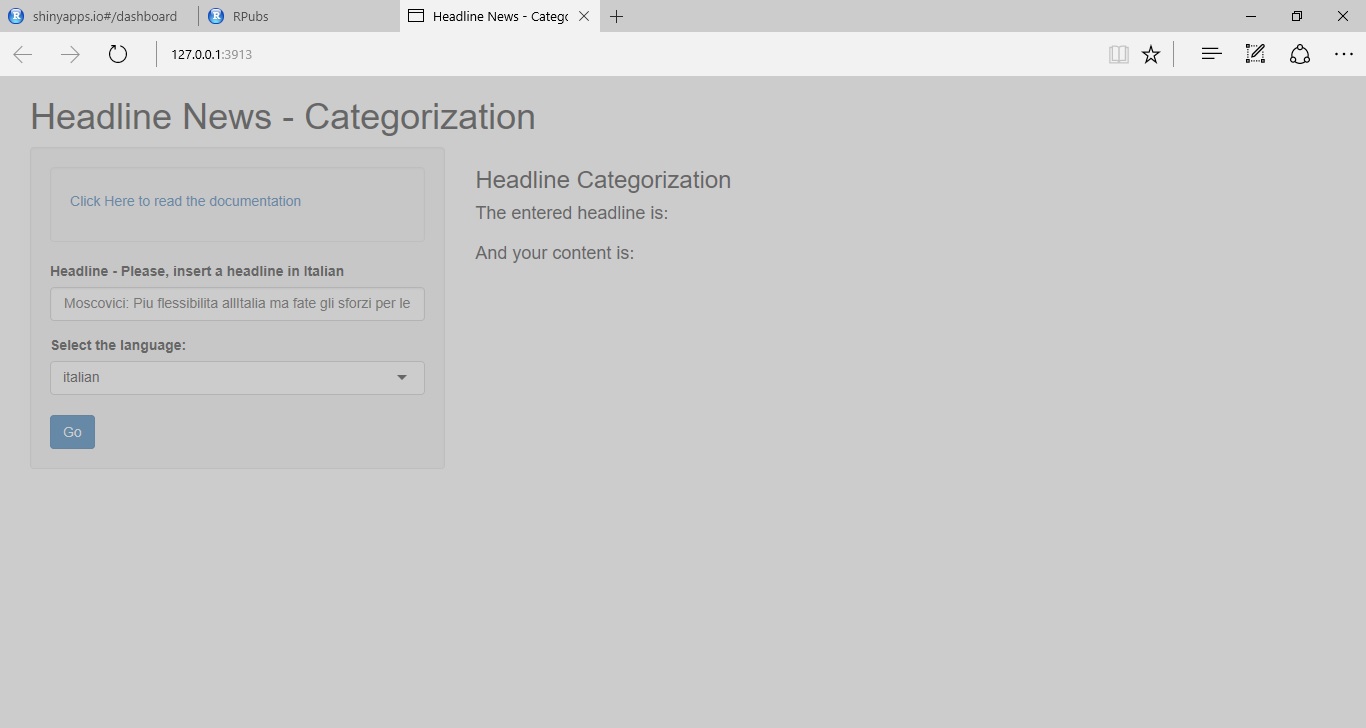 shinyapps.io#/dashboard
RPubs
Headline News - Catego
127.0.0.1:3913
Headline News - Categorization
Click Here to read the documentation
Headline - Please, insert a headline in Italian
Moscovici: Piu flessibilita allItalia ma fate gli sforzi per le
Select the language:
italian
Go
Headline Categorization
The entered headline is:
And your content is: